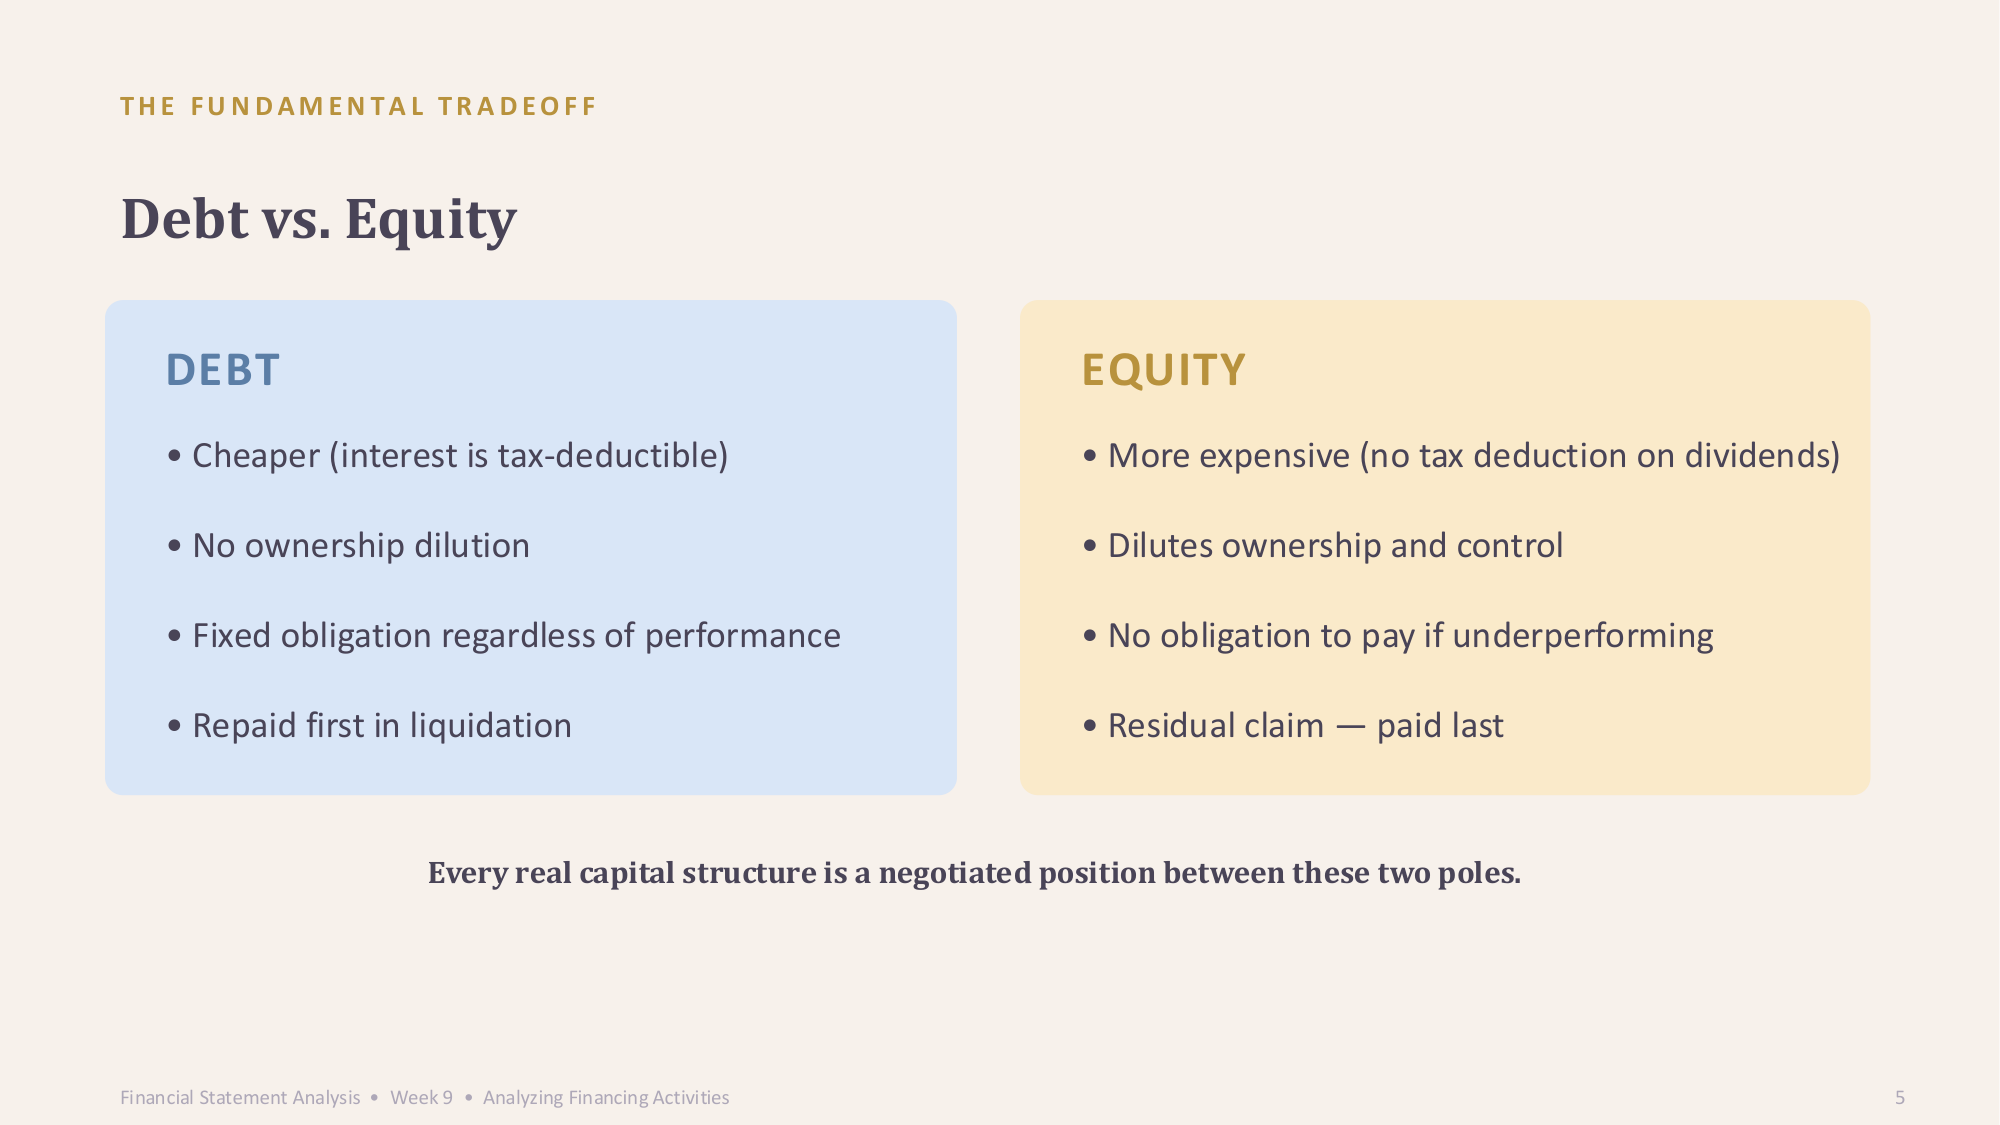 THE FUNDAMENTAL TRADEOFF
Debt vs. Equity
DEBT
• Cheaper (interest is tax-deductible)
• No ownership dilution
• Fixed obligation regardless of performance
• Repaid first in liquidation
EQUITY
• More expensive (no tax deduction on dividends)
• Dilutes ownership and control
• No obligation to pay if underperforming
• Residual claim — paid last
Every real capital structure is a negotiated position between these two poles.
Financial Statement Analysis • Week 9 • Analyzing Financing Activities
5